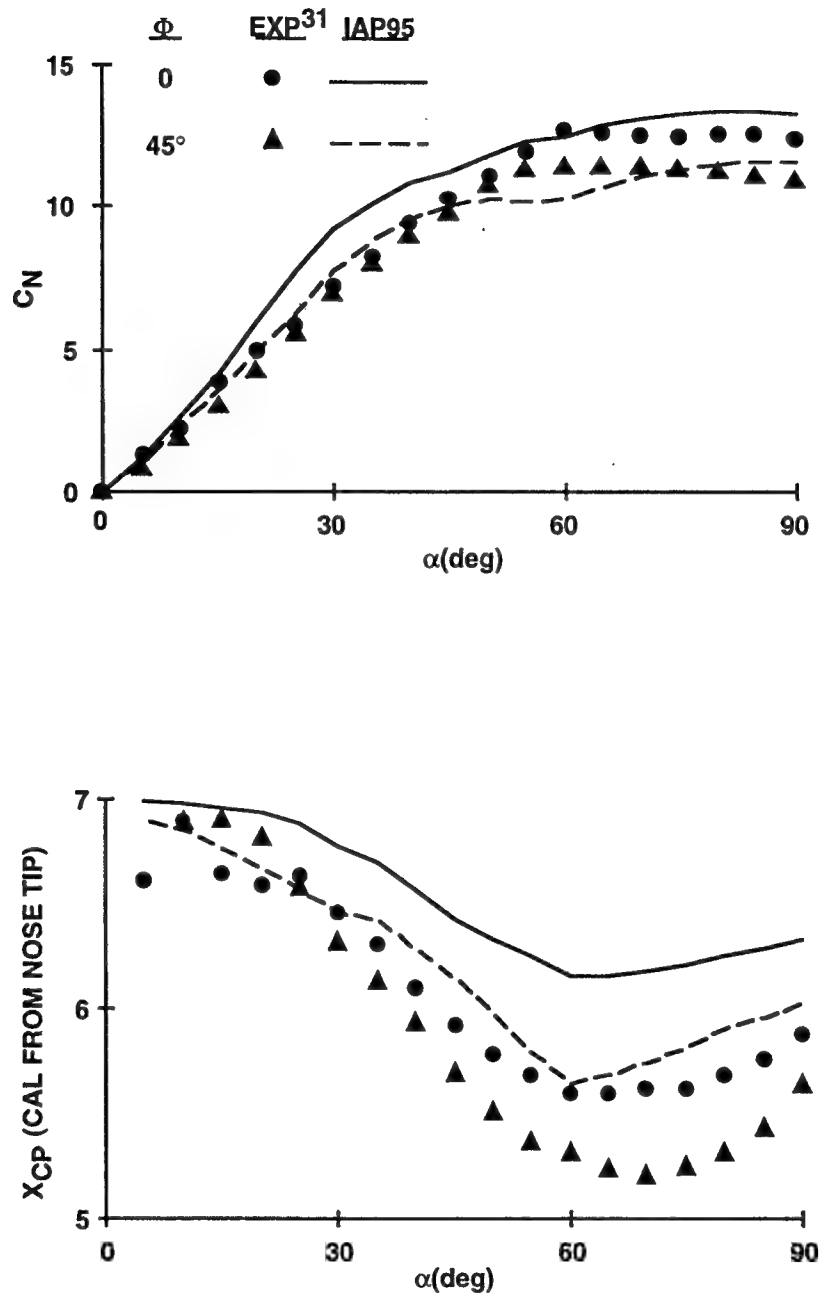 Φ EXP31 IAP95
0
45°
15
10
5
0
CN
0 30 60 90
α(deg)
7
6
5
XCP (CAL FROM NOSE TIP)
0 30 60 90
α(deg)